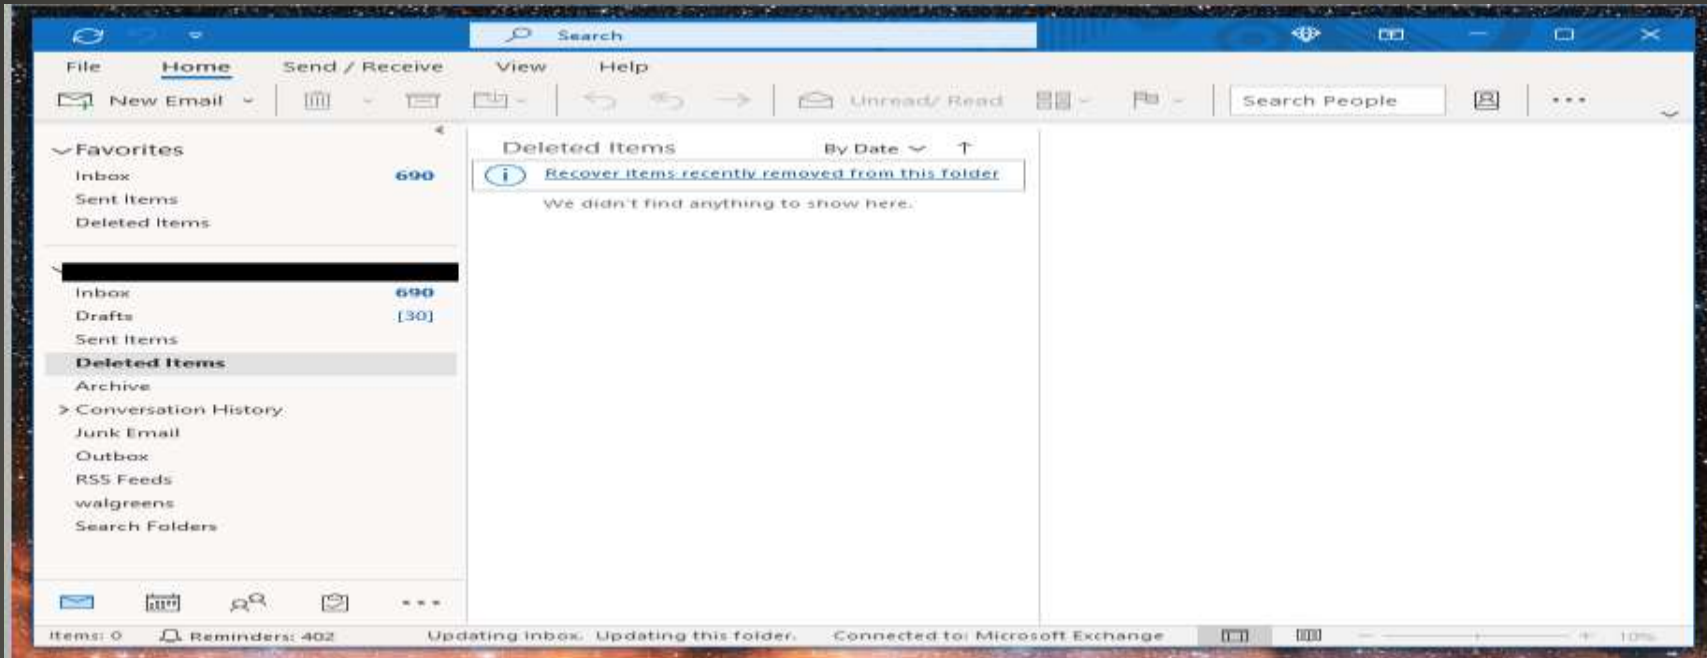 Search
File Home Send / Receive View Help
New Email Unread/ Read Search People
Favorites
Inbox 690
Sent Items
Deleted Items
Inbox 690
Drafts [30]
Sent Items
Deleted Items
Archive
Conversation History
Junk Email
Outbox
RSS Feeds
walgreens
Search Folders
Deleted Items By Date
Recover items recently removed from this folder
We didn't find anything to show here.
Items: 0 Reminders: 402 Updating Inbox. Updating this folder. Connected to: Microsoft Exchange 10%